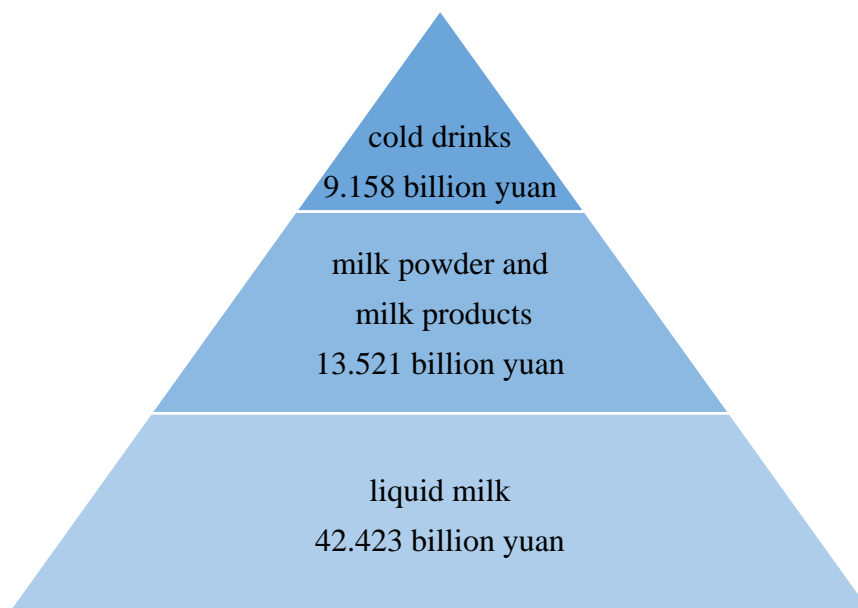 cold drinks
9.158 billion yuan
milk powder and
milk products
13.521 billion yuan
liquid milk
42.423 billion yuan